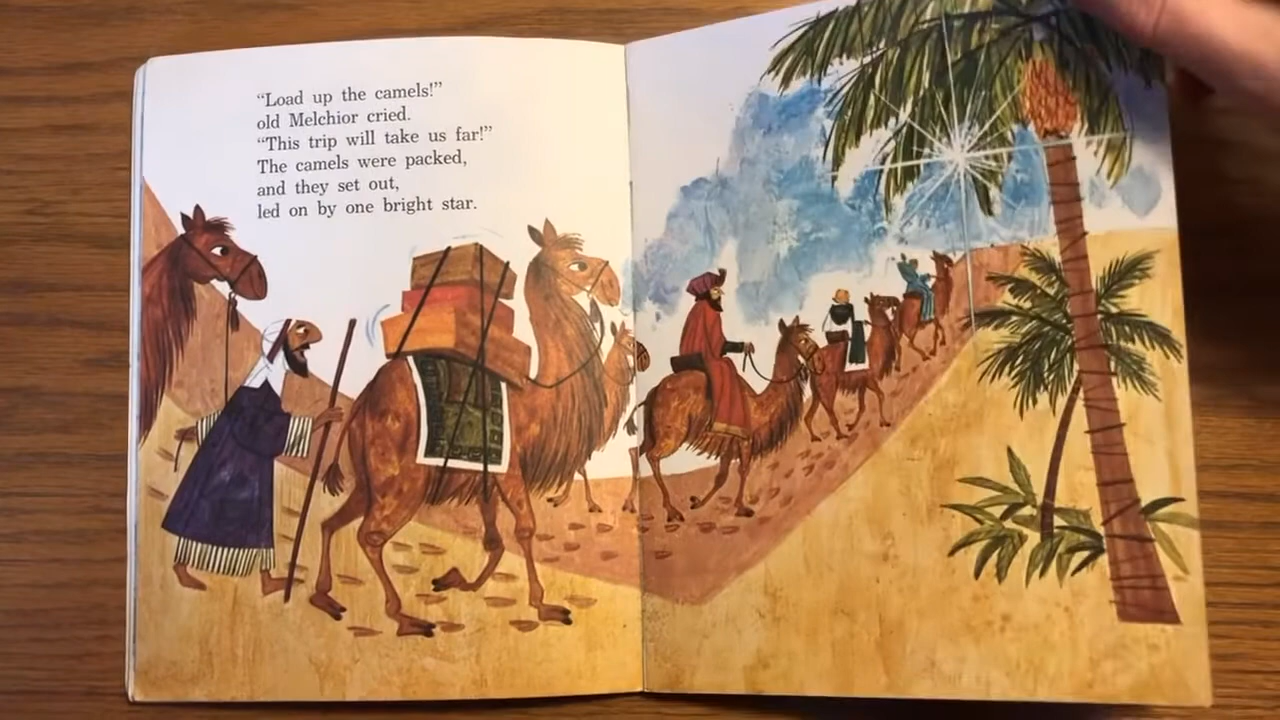 “Load up the camels!”
old Melchior cried.
“This trip will take us far!”
The camels were packed,
and they set out,
led on by one bright star.